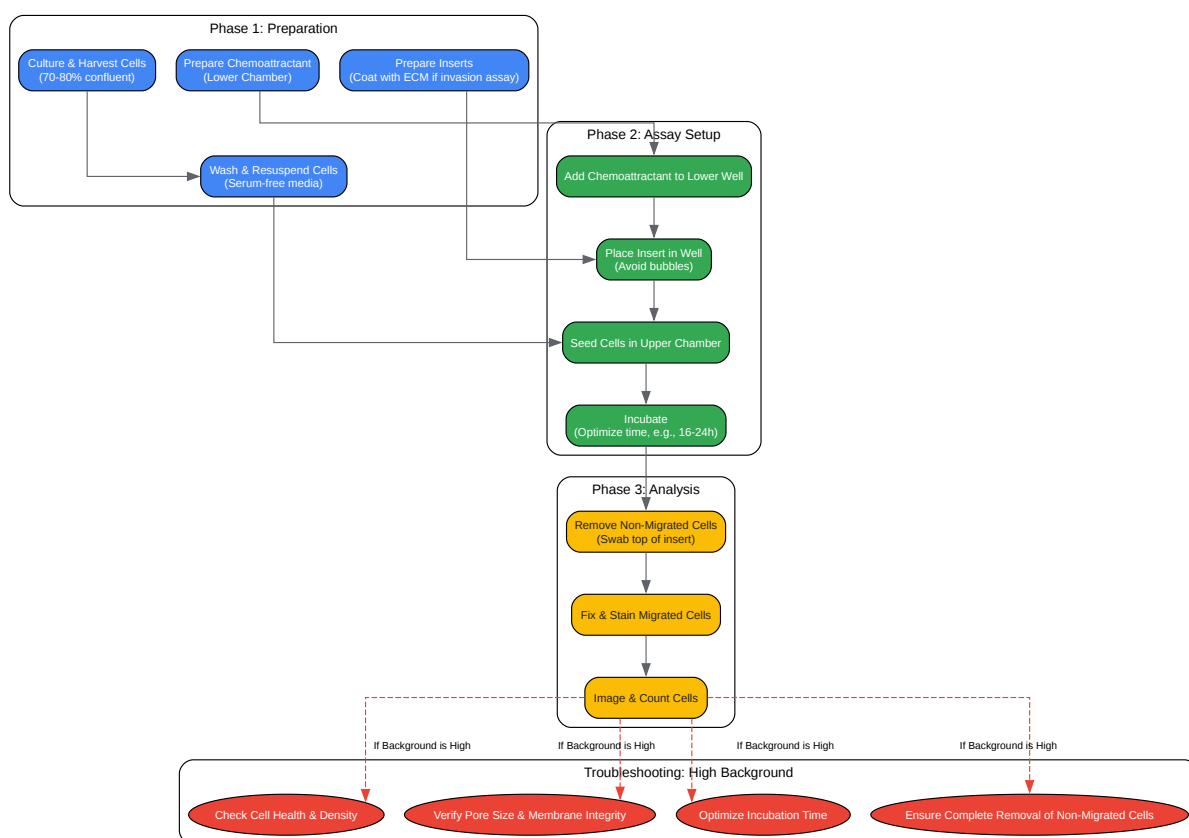 Phase 1: Preparation
Culture & Harvest Cells
(70-80% confluent)
Prepare Chemoattractant
(Lower Chamber)
Prepare Inserts
(Coat with ECM if invasion assay)
Wash & Resuspend Cells
(Serum-free media)
Phase 2: Assay Setup
Add Chemoattractant to Lower Well
Place Insert in Well
(Avoid bubbles)
Seed Cells in Upper Chamber
Incubate
(Optimize time, e.g., 16-24h)
Phase 3: Analysis
Remove Non-Migrated Cells
(Swab top of insert)
Fix & Stain Migrated Cells
Image & Count Cells
If Background is High
If Background is High
If Background is High
If Background is High
Troubleshooting: High Background
Check Cell Health & Density
Verify Pore Size & Membrane Integrity
Optimize Incubation Time
Ensure Complete Removal of Non-Migrated Cells